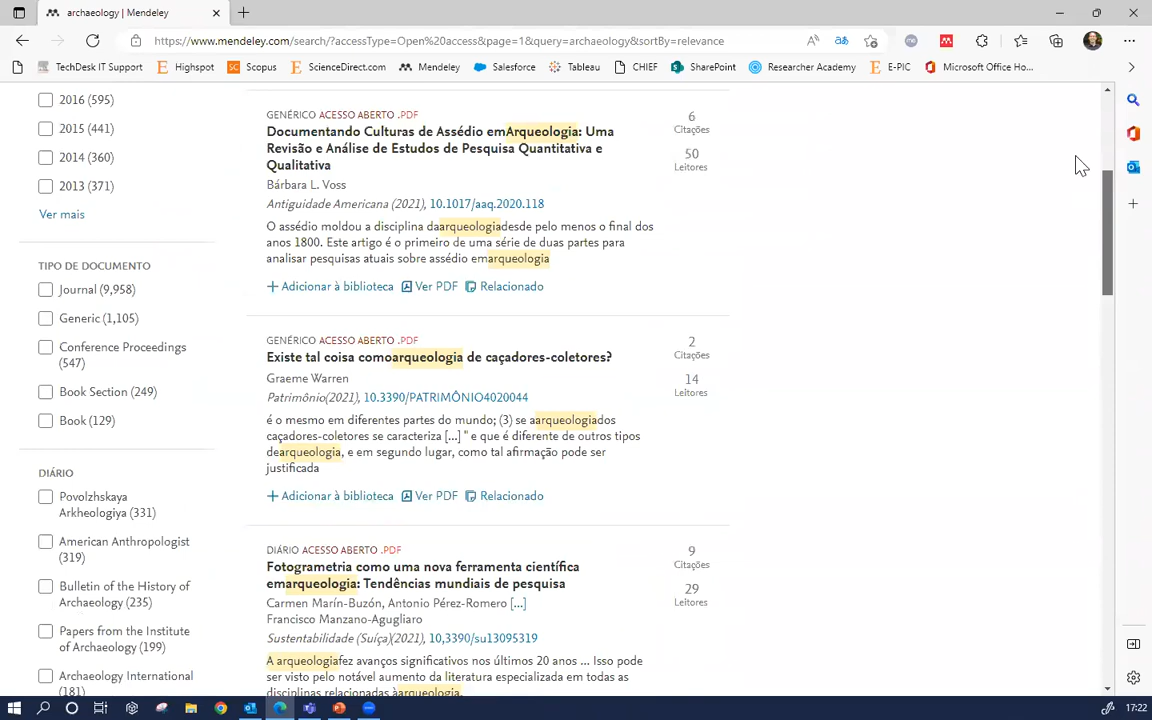 archaeology | Mendeley
https://www.mendeley.com/search/?accessType=Open%20access&page=1&query=archaeology&sortBy=relevance
TechDesk IT Support
Highspot
Scopus
ScienceDirect.com
Mendeley
Salesforce
Tableau
CHIEF
SharePoint
Researcher Academy
E-PIC
Microsoft Office Ho...
2016 (595)
2015 (441)
2014 (360)
2013 (371)
Ver mais
TIPO DE DOCUMENTO
Journal (9,958)
Generic (1,105)
Conference Proceedings
(547)
Book Section (249)
Book (129)
DIÁRIO
Povolzhskaya
Arkheologiya (331)
American Anthropologist
(319)
Bulletin of the History of
Archaeology (235)
Papers from the Institute
of Archaeology (199)
Archaeology International
(181)
GENÉRICO ACESSO ABERTO .PDF
Documentando Culturas de Assédio emArqueologia: Uma
Revisão e Análise de Estudos de Pesquisa Quantitativa e
Qualitativa
Bárbara L. Voss
Antiguidade Americana (2021), 10.1017/aaq.2020.118
O assédio moldou a disciplina daarqueologiadesde pelo menos o final dos
anos 1800. Este artigo é o primeiro de uma série de duas partes para
analisar pesquisas atuais sobre assédio emarqueologia
Adicionar à biblioteca Ver PDF Relacionado
6
Citações
50
Leitores
GENÉRICO ACESSO ABERTO .PDF
Existe tal coisa comoarqueologia de caçadores-coletores?
Graeme Warren
Patrimônio(2021), 10.3390/PATRIMÔNIO4020044
é o mesmo em diferentes partes do mundo; (3) se aarqueologiados
caçadores-coletores se caracteriza [...] " e que é diferente de outros tipos
dearqueologia, e em segundo lugar, como tal afirmação pode ser
justificada
Adicionar à biblioteca Ver PDF Relacionado
2
Citações
14
Leitores
DIÁRIO ACESSO ABERTO .PDF
Fotogrametria como uma nova ferramenta científica
emarqueologia: Tendências mundiais de pesquisa
Carmen Marín-Buzón, Antonio Pérez-Romero [...]
Francisco Manzano-Agugliaro
Sustentabilidade (Suíça)(2021), 10,3390/su13095319
A arqueologiafez avanços significativos nos últimos 20 anos ... Isso pode
ser visto pelo notável aumento da literatura especializada em todas as
disciplinas relacionadas àarqueologia.
9
Citações
29
Leitores
17:22